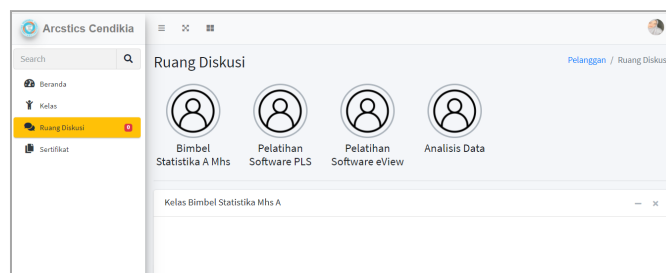 Arcstics Cendikia
Search
Beranda
Kelas
Ruang Diskusi
0
Sertifikat
Ruang Diskusi
Pelanggan / Ruang Diskus
Bimbel
Statistika A Mhs
Pelatihan
Software PLS
Pelatihan
Software eView
Analisis Data
Kelas Bimbel Statistika Mhs A